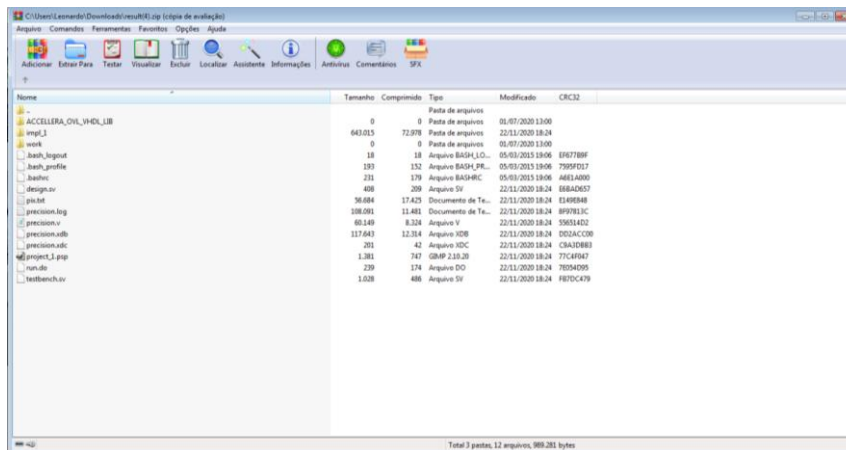 C:\Users\Leonardo\Downloads\result(4).zip (cópia de avaliação)
Arquivo Comandos Ferramentas Favoritos Opções Ajuda
Adicionar Extrair Para Testar Visualizar Excluir Localizar Assistente Informações Antivírus Comentários SFX
Nome Tamanho Comprimido Tipo Modificado CRC32
.. Pasta de arquivos
ACCELLERA_OVL_VHDL_LIB 0 0 Pasta de arquivos 01/07/2020 13:00
impl_1 643.015 72.978 Pasta de arquivos 22/11/2020 18:24
work 0 0 Pasta de arquivos 01/07/2020 13:00
.bash_logout 18 18 Arquivo BASH_LO... 05/03/2015 19:06 EF677B9F
.bash_profile 193 152 Arquivo BASH_PR... 05/03/2015 19:06 7595FD17
.bashrc 231 179 Arquivo BASHRC 05/03/2015 19:06 A6E1A000
design.sv 408 209 Arquivo SV 22/11/2020 18:24 E6BAD657
pix.txt 56.684 17.425 Documento de Te... 22/11/2020 18:24 E149E848
precision.log 108.091 11.481 Documento de Te... 22/11/2020 18:24 BF97813C
precision.v 60.149 8.324 Arquivo V 22/11/2020 18:24 556514D2
precision.xdb 117.643 12.314 Arquivo XDB 22/11/2020 18:24 DD2ACC00
precision.xdc 201 42 Arquivo XDC 22/11/2020 18:24 C9A3DBB3
project_1.psp 1.381 747 GIMP 2.10.20 22/11/2020 18:24 77C4F047
run.do 239 174 Arquivo DO 22/11/2020 18:24 78054D95
testbench.sv 1.028 486 Arquivo SV 22/11/2020 18:24 FB7DC479
Total 3 pastas, 12 arquivos, 989.281 bytes